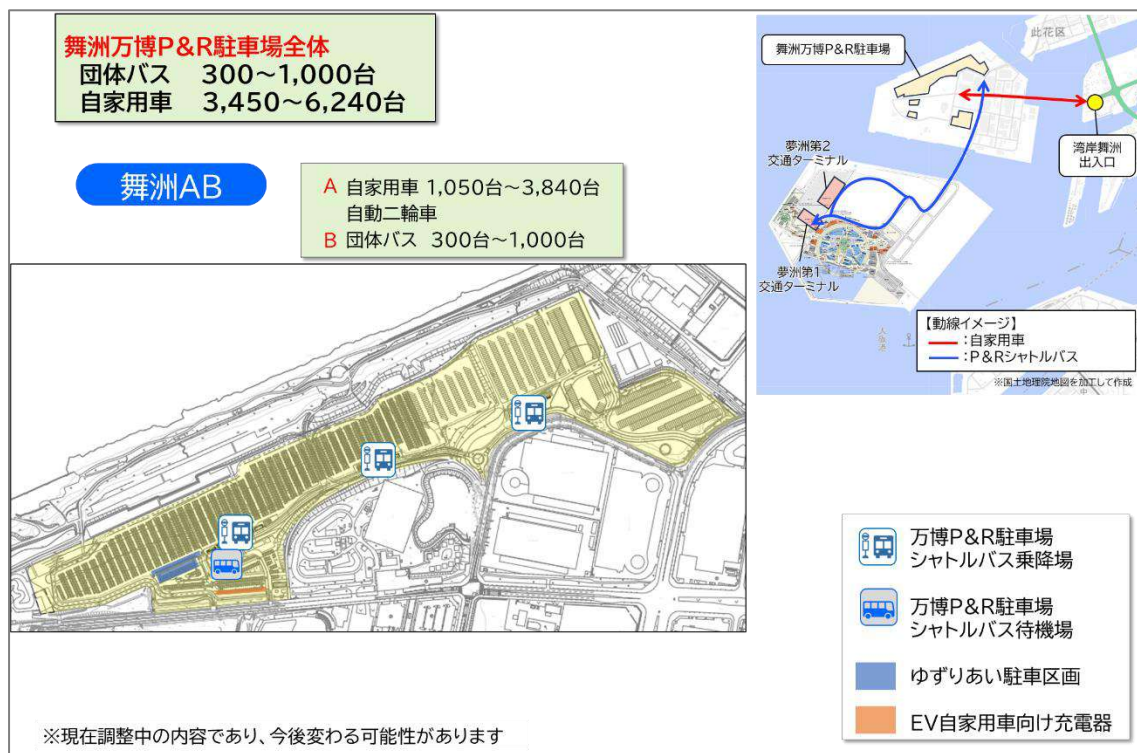 舞洲万博P&R駐車場全体
団体バス 300~1,000台
自家用車 3,450~6,240台
舞洲AB
A 自家用車 1,050台~3,840台
自動二輪車
B 団体バス 300台~1,000台
此花区
舞洲万博P&R駐車場
湾岸舞洲
出入口
夢洲第2
交通ターミナル
夢洲第1
交通ターミナル
大阪港
【動線イメージ】
:自家用車
:P&Rシャトルバス
※国土地理院地図を加工して作成
万博P&R駐車場
シャトルバス乗降場
万博P&R駐車場
シャトルバス待機場
ゆずりあい駐車区画
EV自家用車向け充電器
※現在調整中の内容であり、今後変わる可能性があります